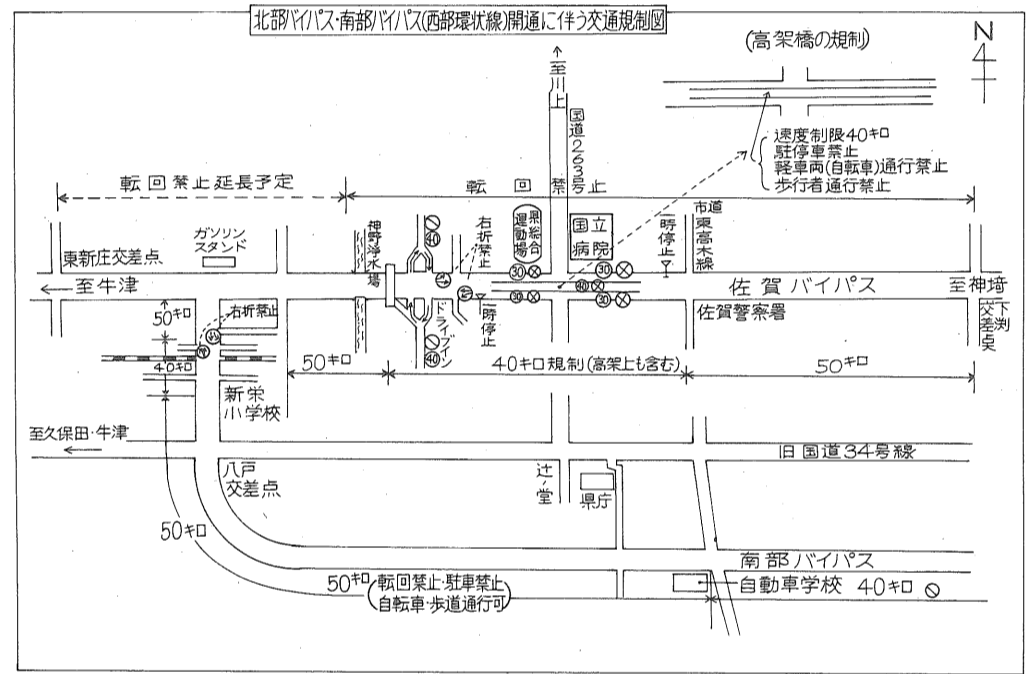 北部バイパス・南部バイパス(西部環状線)開通に伴う交通規制図
N
(高架橋の規制)
速度制限40キロ
駐停車禁止
軽車両(自転車)通行禁止
歩行者通行禁止
至川上
国道263号
転回禁止延長予定
転回禁止
東新庄交差点
ガソリン
スタンド
神野浄水場
40
右折禁止
県総合
運動場
国立
病院
一時停止
市道
東高木線
30
30
40
30
30
至牛津
佐賀バイパス
至神埼
下渕
交差点
佐賀警察署
50キロ
右折禁止
ドライブイン
40
一時停止
40キロ
50キロ
40キロ規制(高架上も含む)
50キロ
新栄
小学校
至久保田・牛津
旧国道34号線
八戸
交差点
辻ノ堂
県庁
50キロ
南部バイパス
50キロ
(転回禁止・駐車禁止
自転車・歩道通行可)
自動車学校
40キロ